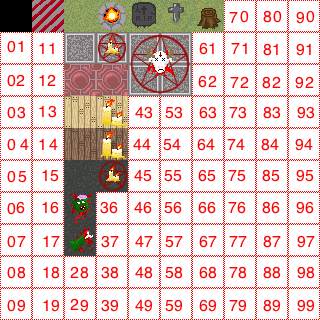 R.I.P 70 80 90
01 11 61 71 81 91
02 12 62 72 82 92
03 13 43 53 63 73 83 93
04 14 44 54 64 74 84 94
05 15 45 55 65 75 85 95
06 16 36 46 56 66 76 86 96
07 17 37 47 57 67 77 87 97
08 18 28 38 48 58 68 78 88 98
09 19 29 39 49 59 69 79 89 99